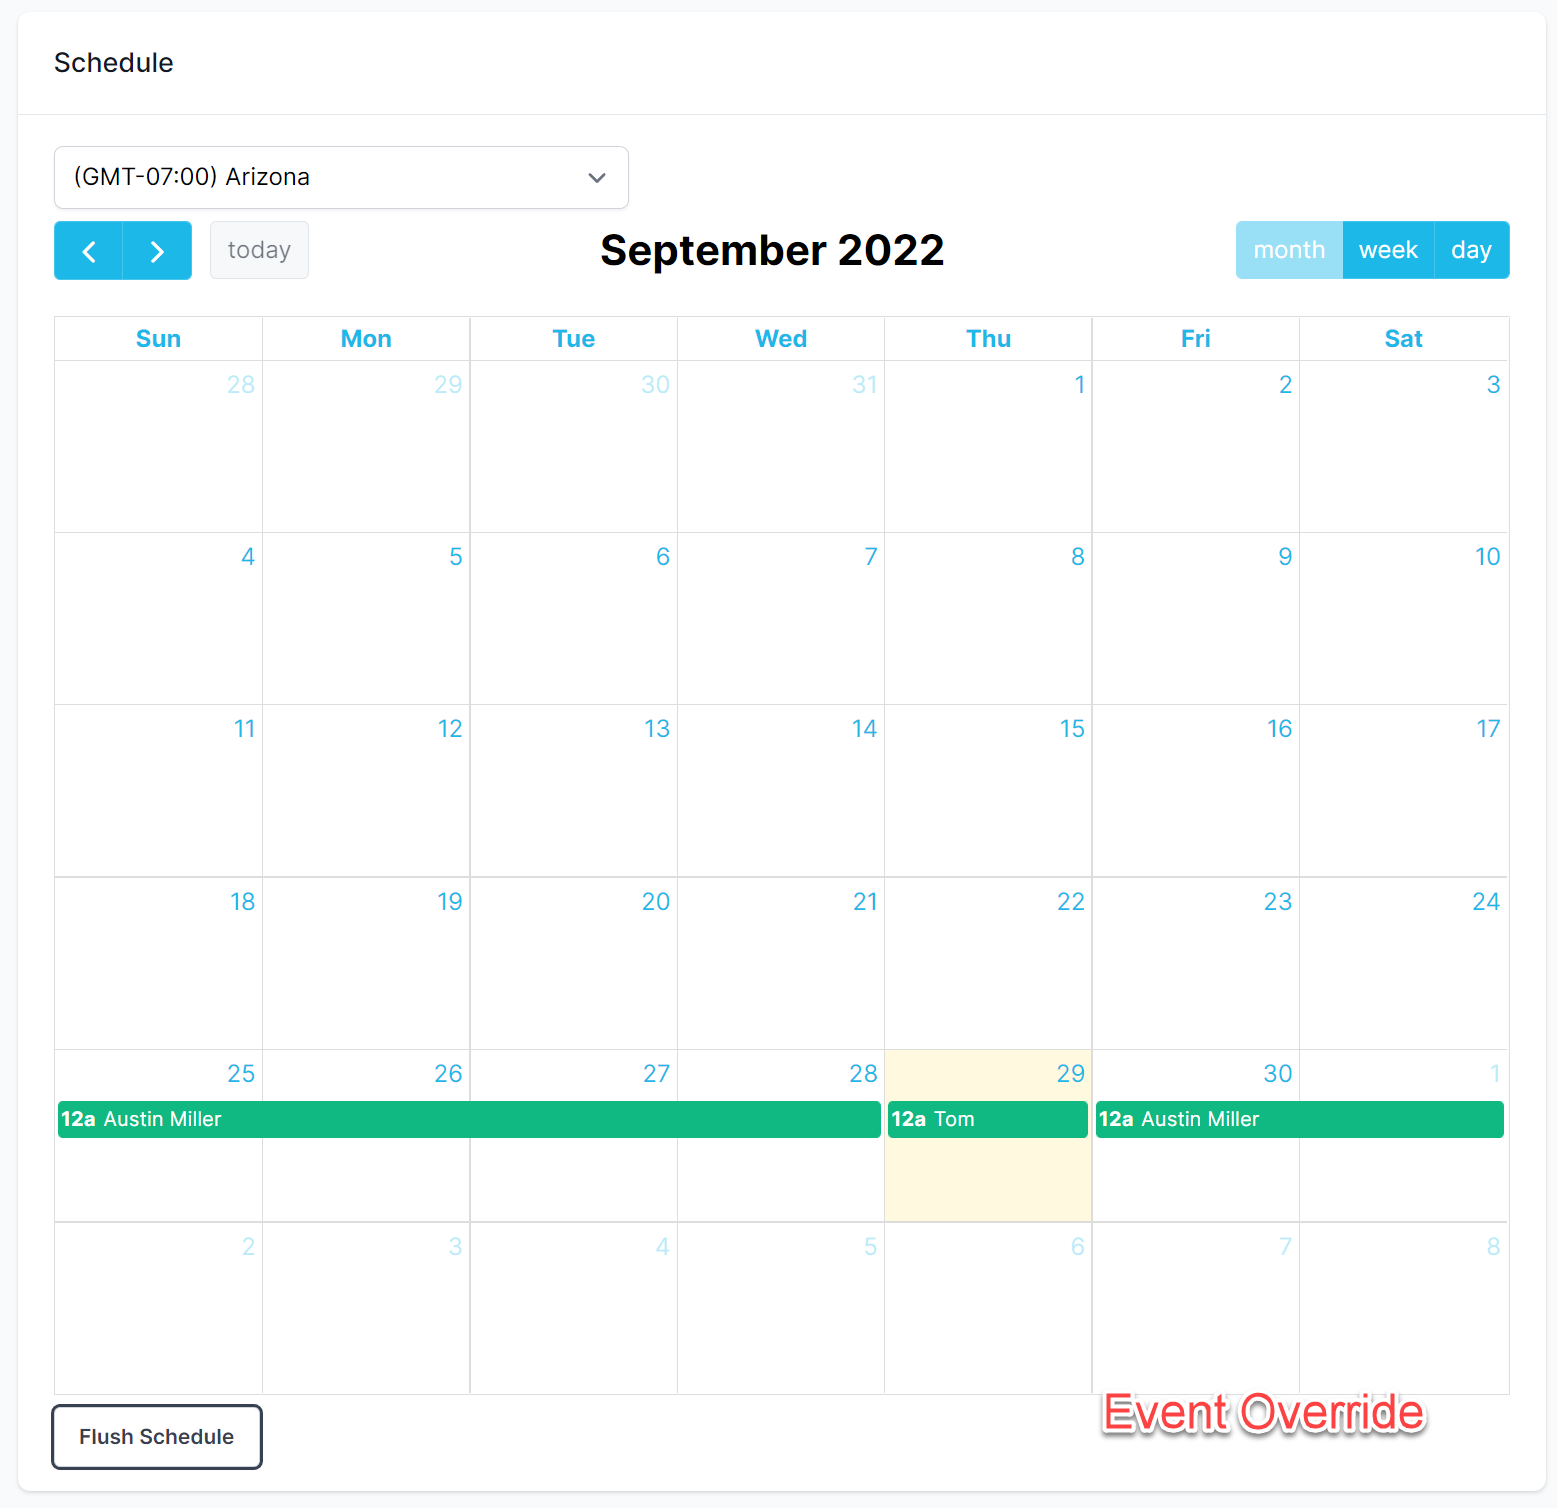 Schedule
(GMT-07:00) Arizona
today
September 2022
month week day
Sun Mon Tue Wed Thu Fri Sat
28 29 30 31 1 2 3
4 5 6 7 8 9 10
11 12 13 14 15 16 17
18 19 20 21 22 23 24
25 26 27 28 29 30 1
12a Austin Miller 12a Tom 12a Austin Miller
2 3 4 5 6 7 8
Event Override
Flush Schedule